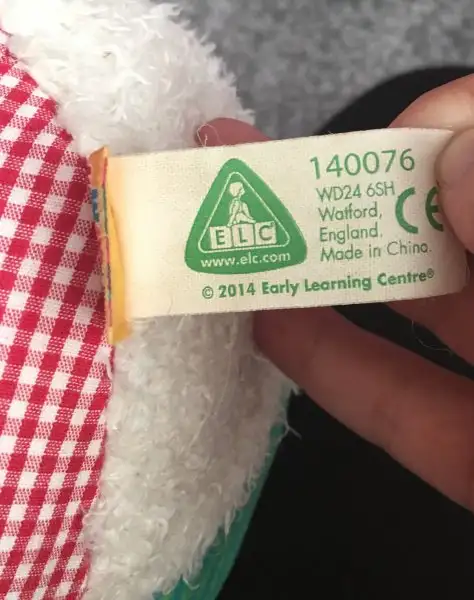 140076
WD24 6SH
Watford,
England.
Made in China.
CE
ELC
www.elc.com
© 2014 Early Learning Centre®